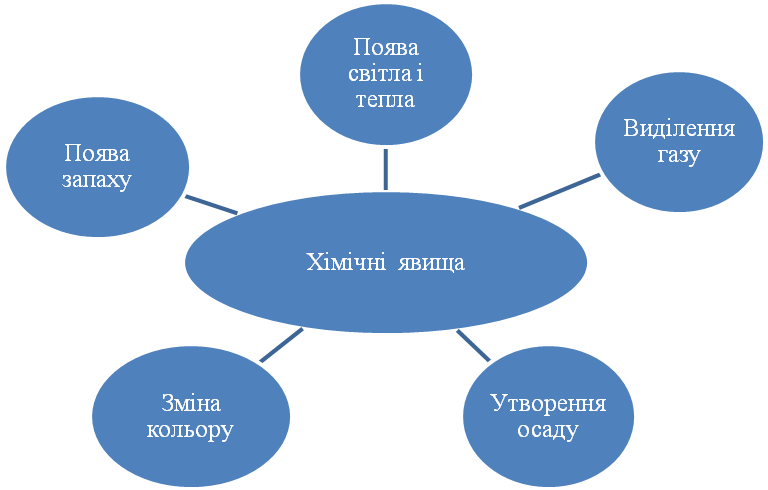 Поява
світла і
тепла
Виділення
газу
Поява
запаху
Хімічні явища
Зміна
кольору
Утворення
осаду